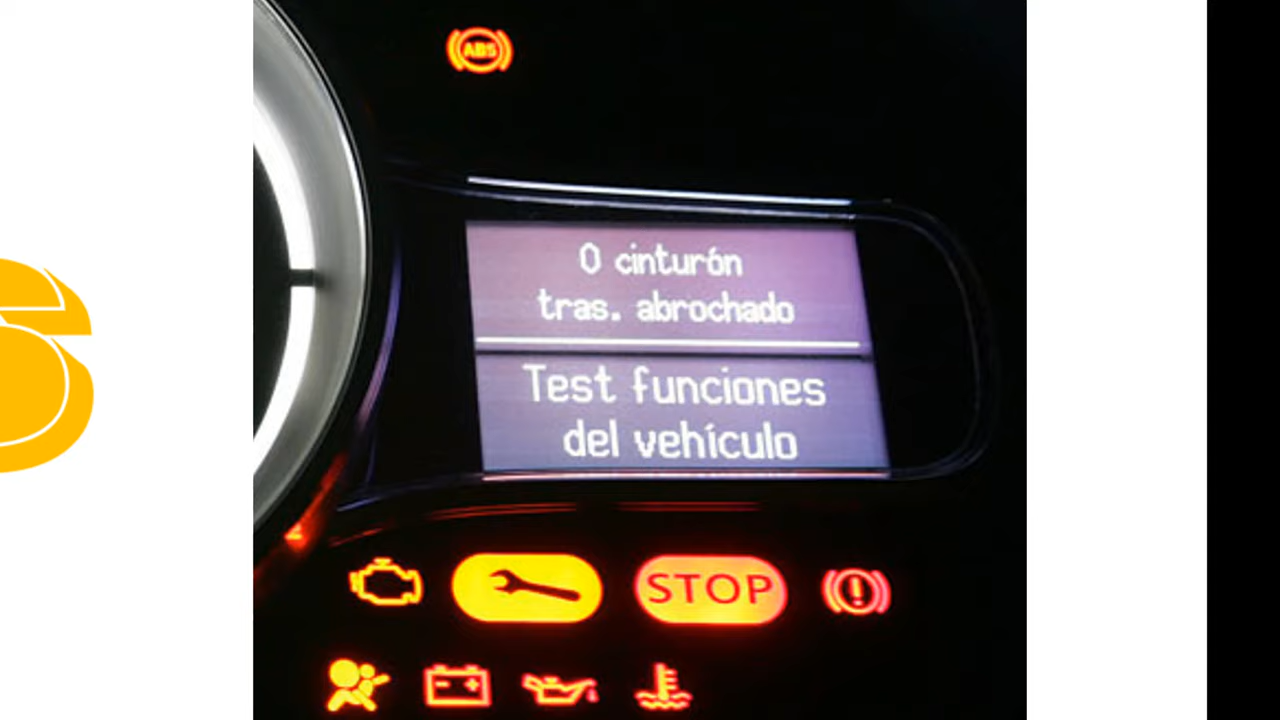 ABS
0 cinturón
tras. abrochado
Test funciones
del vehículo
STOP